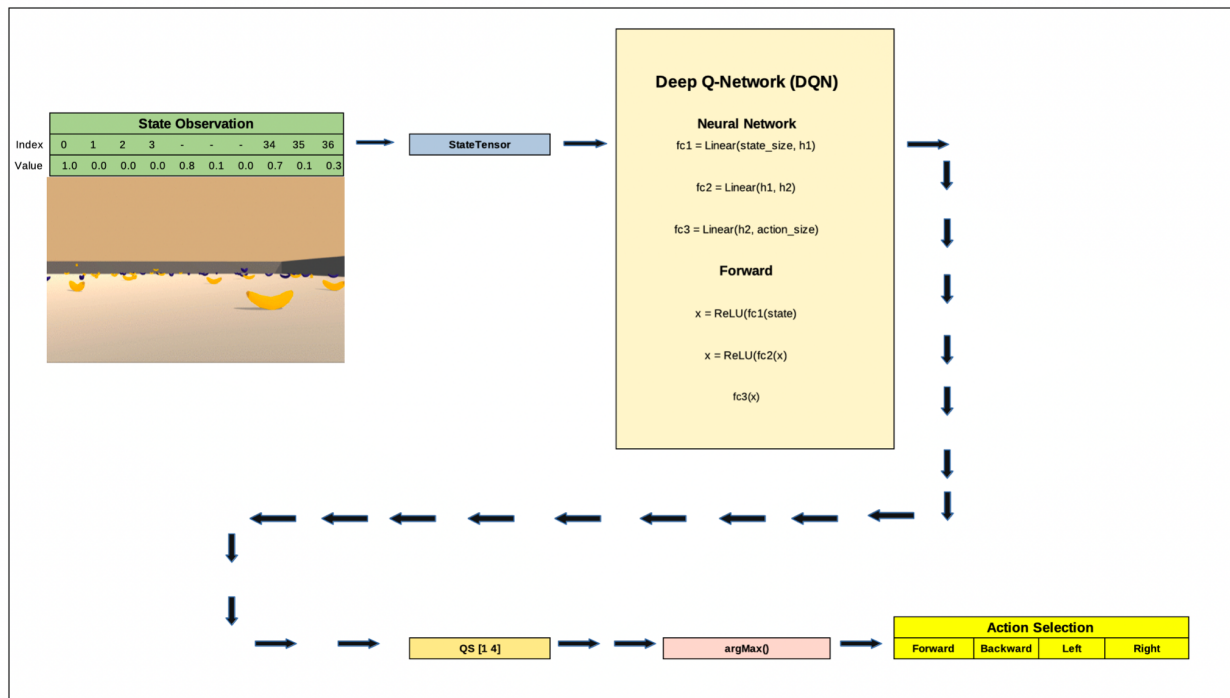 State Observation
Index 0 1 2 3 - - - 34 35 36
Value 1.0 0.0 0.0 0.0 0.8 0.1 0.0 0.7 0.1 0.3
StateTensor
Deep Q-Network (DQN)
Neural Network
fc1 = Linear(state_size, h1)
fc2 = Linear(h1, h2)
fc3 = Linear(h2, action_size)
Forward
x = ReLU(fc1(state)
x = ReLU(fc2(x)
fc3(x)
QS [1 4]
argMax()
Action Selection
Forward Backward Left Right